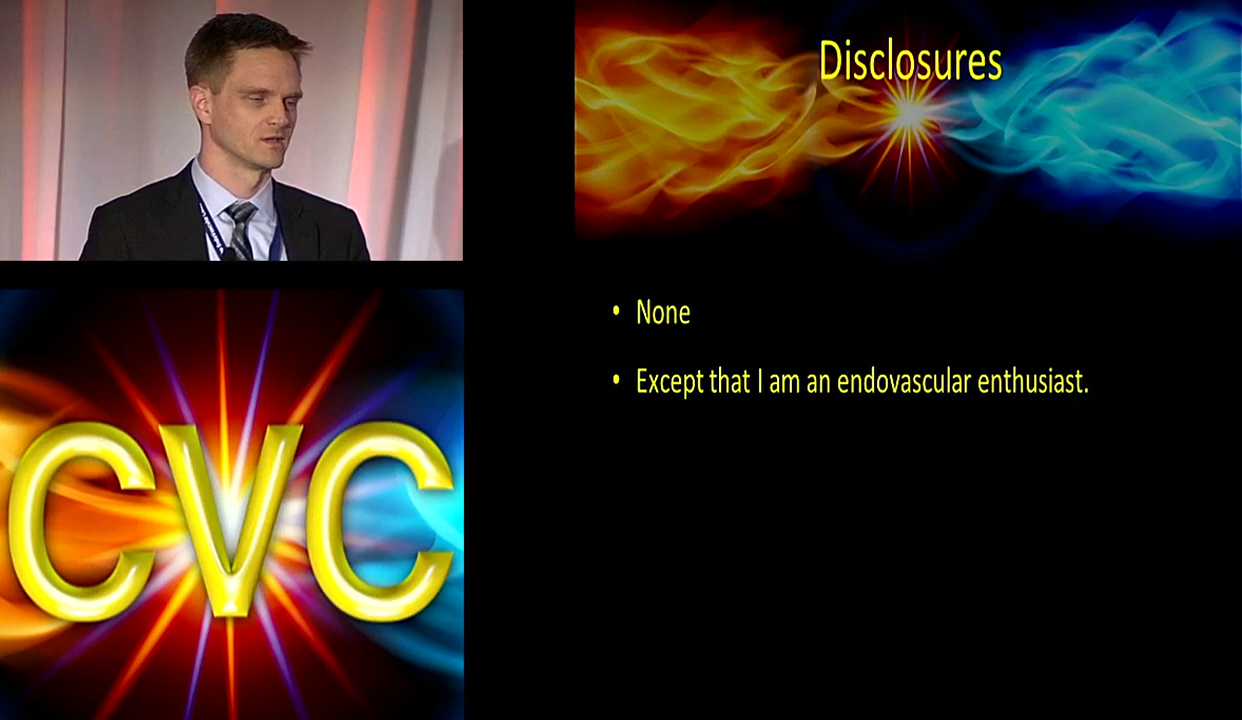 Disclosures
• None
• Except that I am an endovascular enthusiast.
CVC